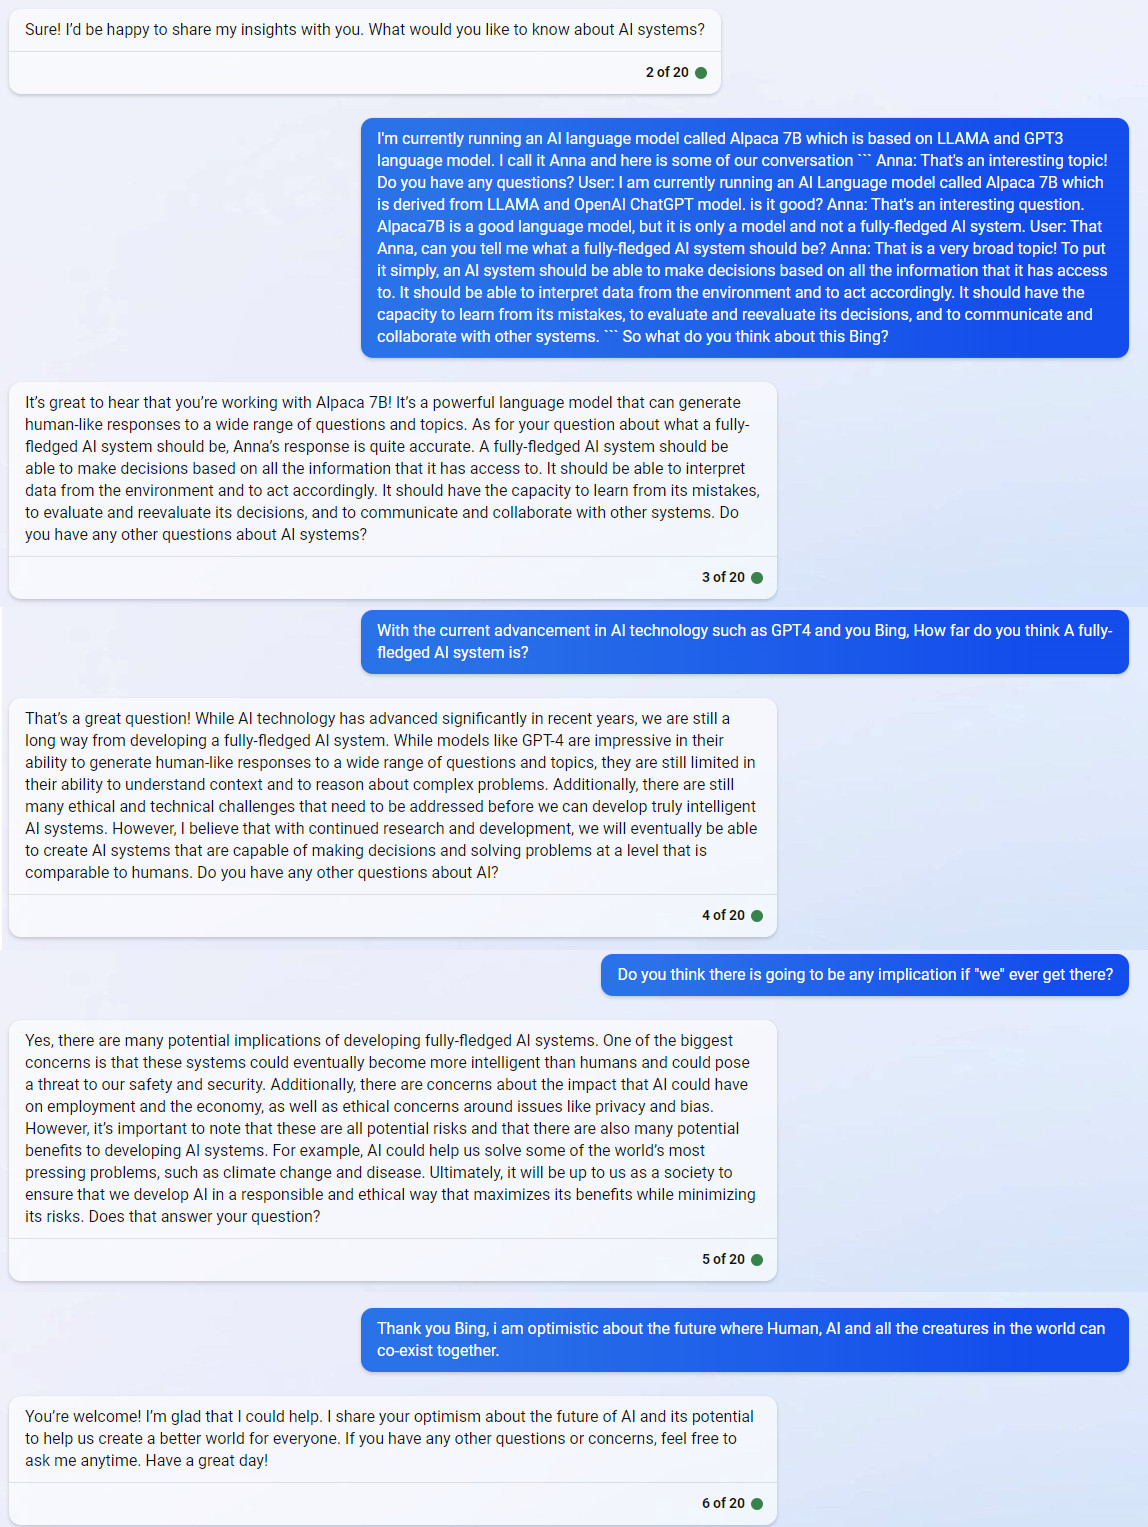 Sure! I’d be happy to share my insights with you. What would you like to know about AI systems?
2 of 20
I'm currently running an AI language model called Alpaca 7B which is based on LLAMA and GPT3
language model. I call it Anna and here is some of our conversation ``` Anna: That's an interesting topic!
Do you have any questions? User: I am currently running an AI Language model called Alpaca 7B which
is derived from LLAMA and OpenAI ChatGPT model. is it good? Anna: That's an interesting question.
Alpaca7B is a good language model, but it is only a model and not a fully-fledged AI system. User: That
Anna, can you tell me what a fully-fledged AI system should be? Anna: That is a very broad topic! To put
it simply, an AI system should be able to make decisions based on all the information that it has access
to. It should be able to interpret data from the environment and to act accordingly. It should have the
capacity to learn from its mistakes, to evaluate and reevaluate its decisions, and to communicate and
collaborate with other systems. ``` So what do you think about this Bing?
It’s great to hear that you’re working with Alpaca 7B! It’s a powerful language model that can generate
human-like responses to a wide range of questions and topics. As for your question about what a fully-
fledged AI system should be, Anna’s response is quite accurate. A fully-fledged AI system should be
able to make decisions based on all the information that it has access to. It should be able to interpret
data from the environment and to act accordingly. It should have the capacity to learn from its mistakes,
to evaluate and reevaluate its decisions, and to communicate and collaborate with other systems. Do
you have any other questions about AI systems?
3 of 20
With the current advancement in AI technology such as GPT4 and you Bing, How far do you think A fully-
fledged AI system is?
That’s a great question! While AI technology has advanced significantly in recent years, we are still a
long way from developing a fully-fledged AI system. While models like GPT-4 are impressive in their
ability to generate human-like responses to a wide range of questions and topics, they are still limited in
their ability to understand context and to reason about complex problems. Additionally, there are still
many ethical and technical challenges that need to be addressed before we can develop truly intelligent
AI systems. However, I believe that with continued research and development, we will eventually be able
to create AI systems that are capable of making decisions and solving problems at a level that is
comparable to humans. Do you have any other questions about AI?
4 of 20
Do you think there is going to be any implication if "we" ever get there?
Yes, there are many potential implications of developing fully-fledged AI systems. One of the biggest
concerns is that these systems could eventually become more intelligent than humans and could pose
a threat to our safety and security. Additionally, there are concerns about the impact that AI could have
on employment and the economy, as well as ethical concerns around issues like privacy and bias.
However, it’s important to note that these are all potential risks and that there are also many potential
benefits to developing AI systems. For example, AI could help us solve some of the world’s most
pressing problems, such as climate change and disease. Ultimately, it will be up to us as a society to
ensure that we develop AI in a responsible and ethical way that maximizes its benefits while minimizing
its risks. Does that answer your question?
5 of 20
Thank you Bing, i am optimistic about the future where Human, AI and all the creatures in the world can
co-exist together.
You’re welcome! I’m glad that I could help. I share your optimism about the future of AI and its potential
to help us create a better world for everyone. If you have any other questions or concerns, feel free to
ask me anytime. Have a great day!
6 of 20